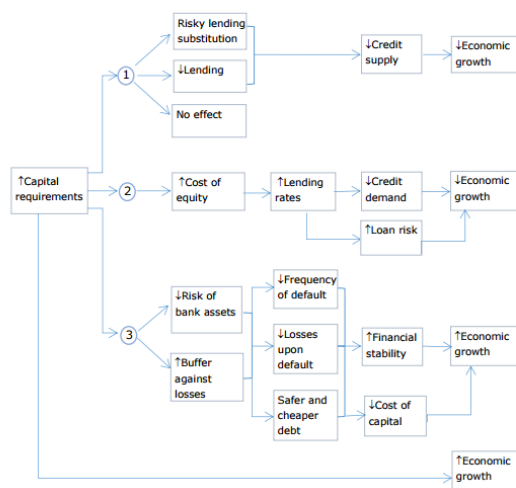 Risky lending
substitution
↓Lending
No effect
1
↓Credit
supply
↓Economic
growth
↑Capital
requirements
2
↑Cost of
equity
↑Lending
rates
↓Credit
demand
↓Economic
growth
↑Loan risk
3
↓Risk of
bank assets
↑Buffer
against
losses
↓Frequency
of default
↓Losses
upon
default
Safer and
cheaper
debt
↑Financial
stability
↑Economic
growth
↓Cost of
capital
↑Economic
growth